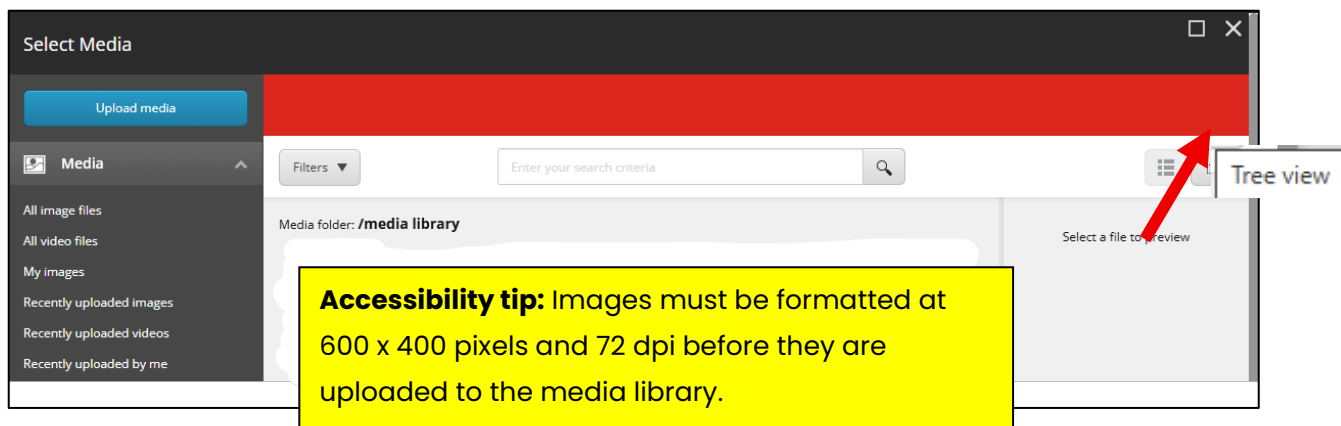 Select Media
Upload media
Media
Filters
Enter your search criteria
Tree view
All image files
Media folder: /media library
Select a file to preview
All video files
My images
Recently uploaded images
Recently uploaded videos
Recently uploaded by me
Accessibility tip: Images must be formatted at
600 x 400 pixels and 72 dpi before they are
uploaded to the media library.